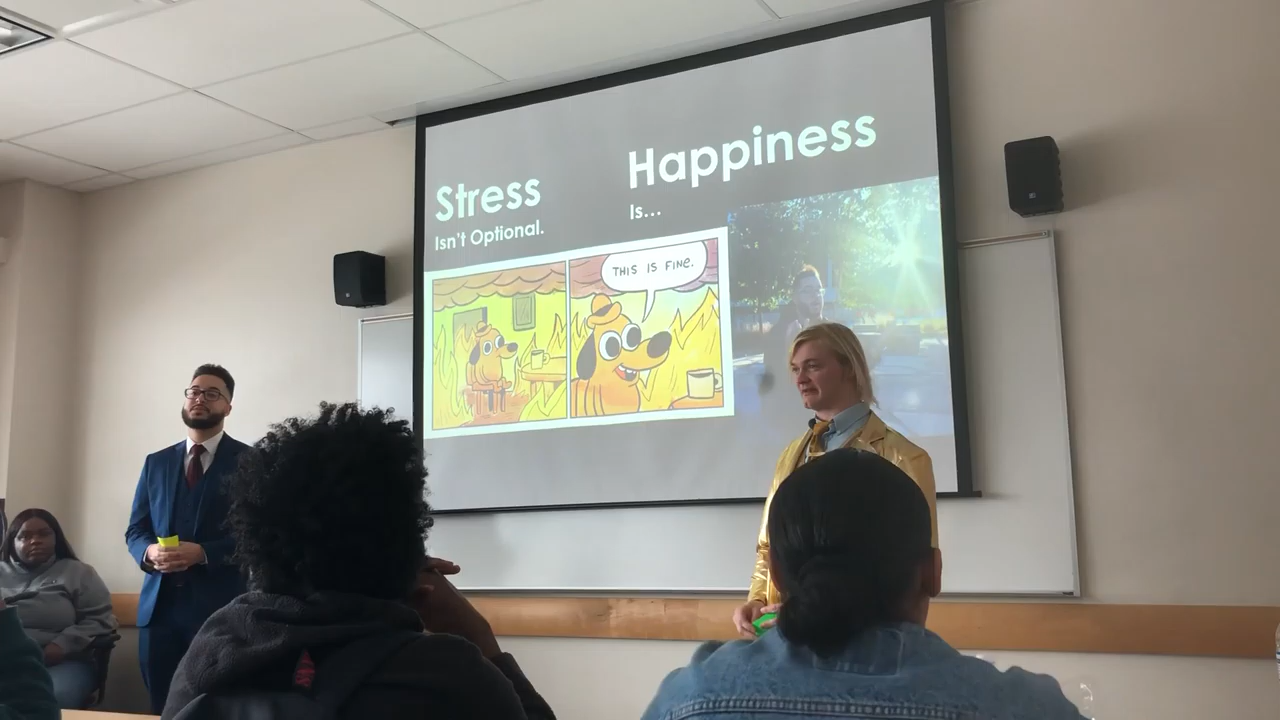 Stress
Isn't Optional.
Happiness
Is...
THIS IS FINE.